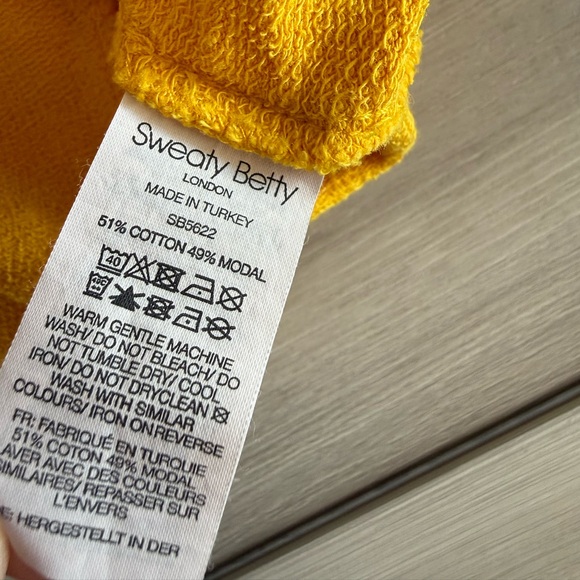 Sweaty Betty
LONDON
MADE IN TURKEY
SB5622
51% COTTON 49% MODAL
40
WARM GENTLE MACHINE
WASH/ DO NOT BLEACH/ DO
NOT TUMBLE DRY/ COOL
IRON/ DO NOT DRYCLEAN
WASH WITH SIMILAR
COLOURS/ IRON ON REVERSE
FR: FABRIQUÉ EN TURQUIE
51% COTTON 49% MODAL
AVER AVEC DES COULEURS
SIMILAIRES/ REPASSER SUR
L'ENVERS
E: HERGESTELLT IN DER